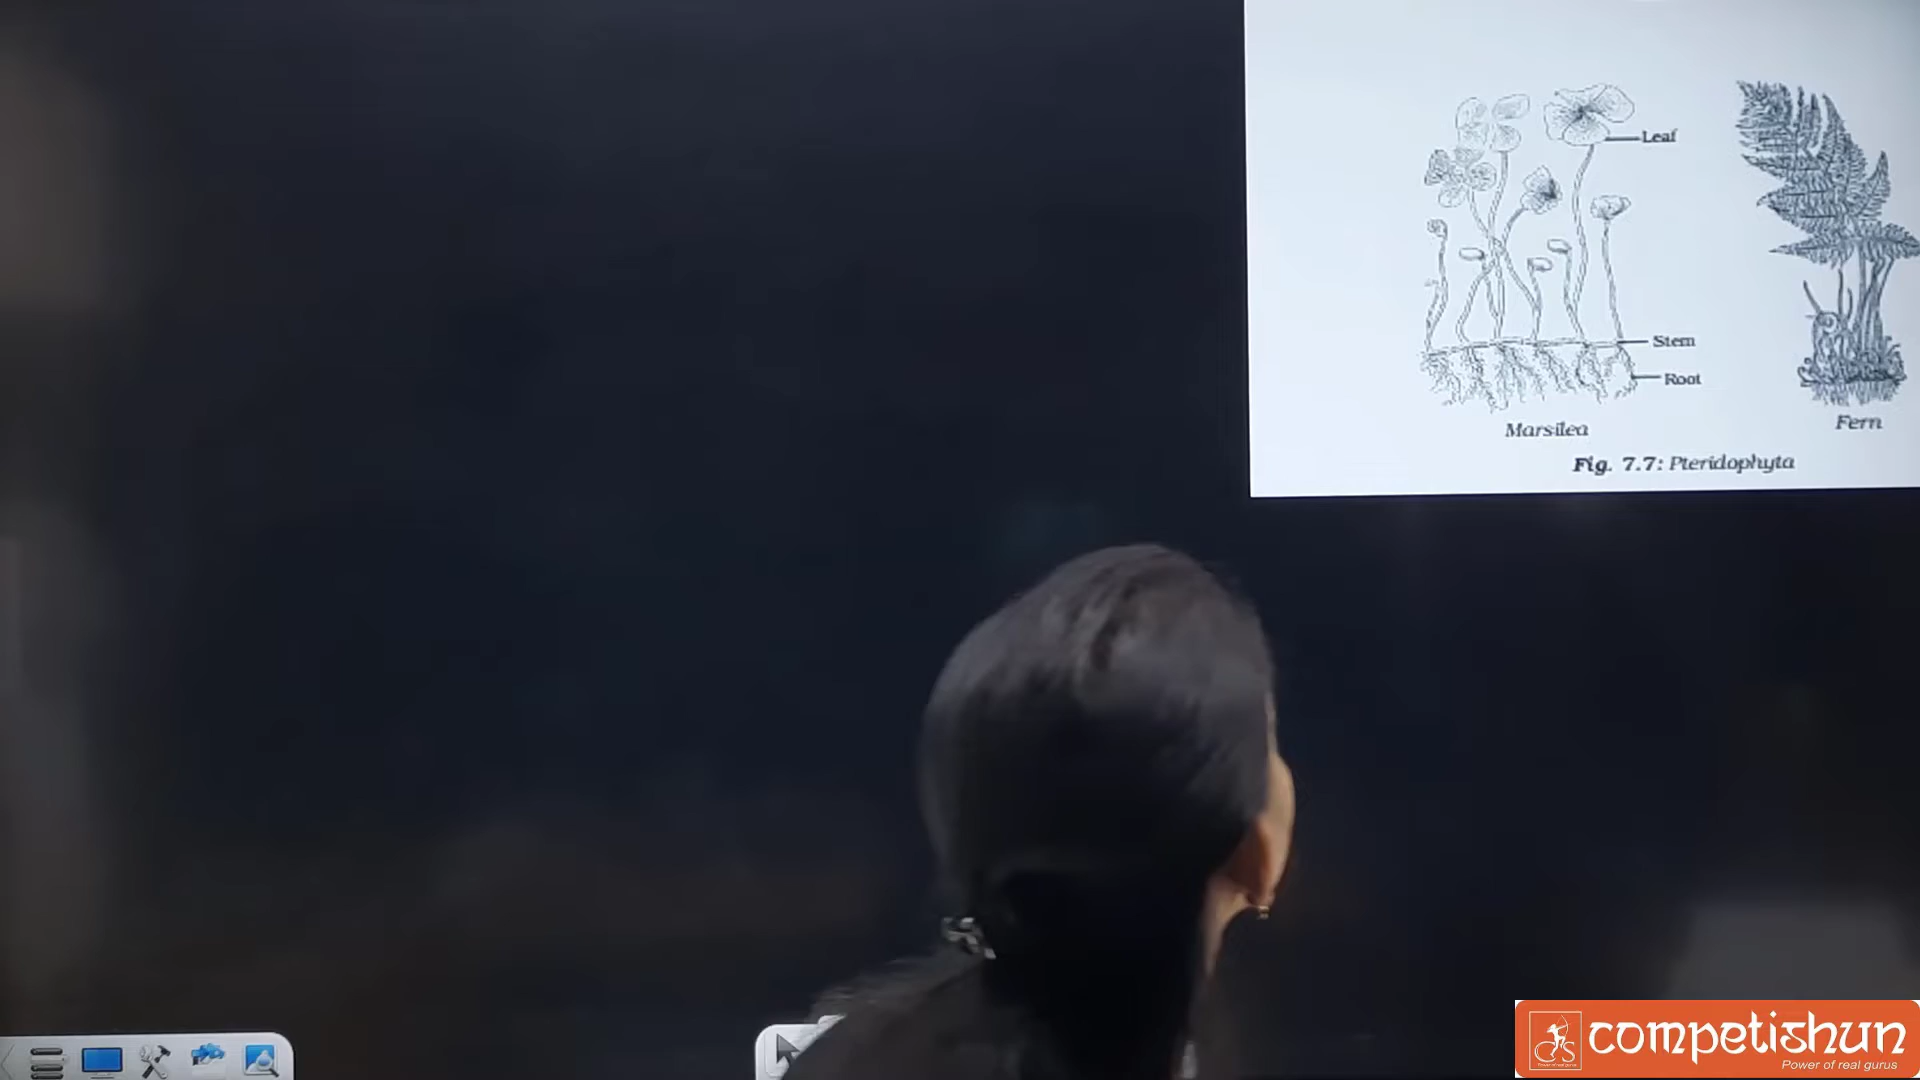 Leaf
Stem
Root
Marsilea
Fern
Fig. 7.7: Pteridophyta
competishun
Power of real gurus